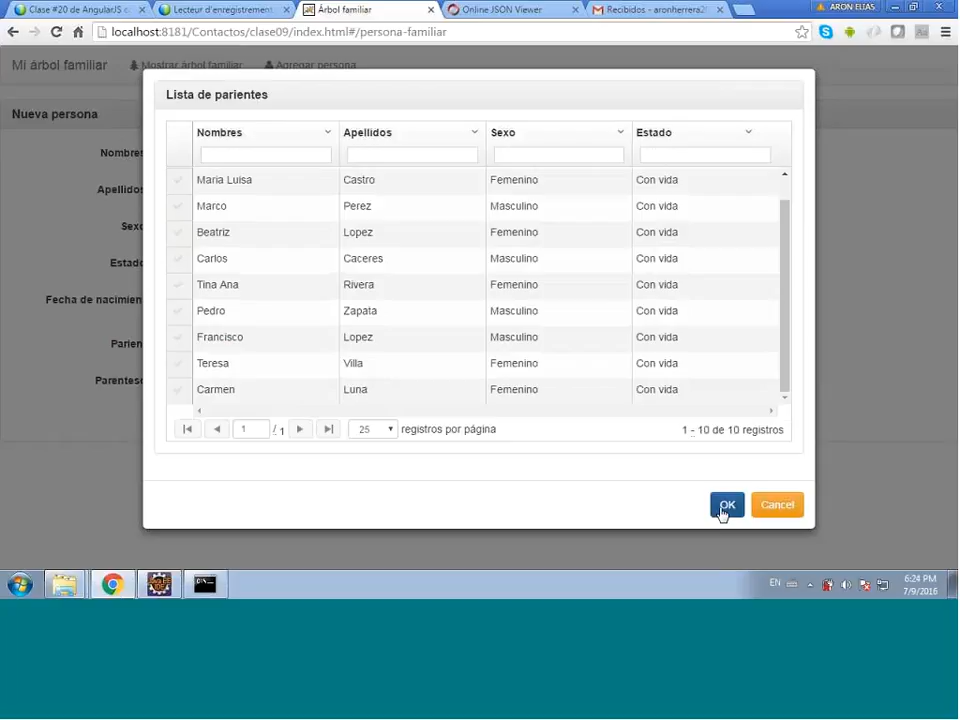 Clase #20 de AngularJS
Lecteur d'enregistrement
Árbol familiar
Online JSON Viewer
Recibidos - aronherrera2
ARON ELIAS
localhost:8181/Contactos/clase09/index.html#/persona-familiar
Mi árbol familiar Mostrar árbol familiar Agregar persona
Nueva persona
Nombres
Apellidos
Sexo
Estado
Fecha de nacimien
Parien
Parentesc
Lista de parientes
Nombres Apellidos Sexo Estado
Maria Luisa Castro Femenino Con vida
Marco Perez Masculino Con vida
Beatriz Lopez Femenino Con vida
Carlos Caceres Masculino Con vida
Tina Ana Rivera Femenino Con vida
Pedro Zapata Masculino Con vida
Francisco Lopez Masculino Con vida
Teresa Villa Femenino Con vida
Carmen Luna Femenino Con vida
1 / 1 25 registros por página 1 - 10 de 10 registros
OK Cancel
EN
6:24 PM
7/9/2016